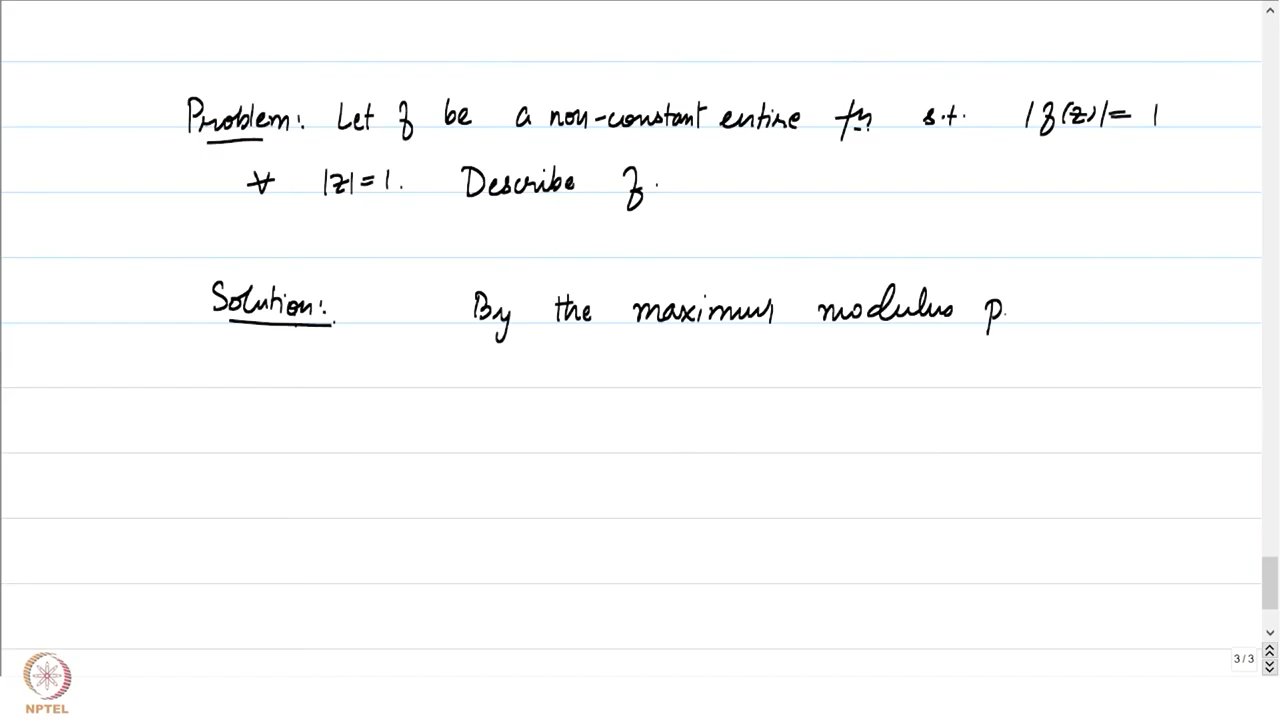 Problem: Let f be a non-constant entire fn s.t. |f(z)| = 1
∀ |z| = 1. Describe f.
Solution: By the maximum modulus p
3 / 3
NPTEL